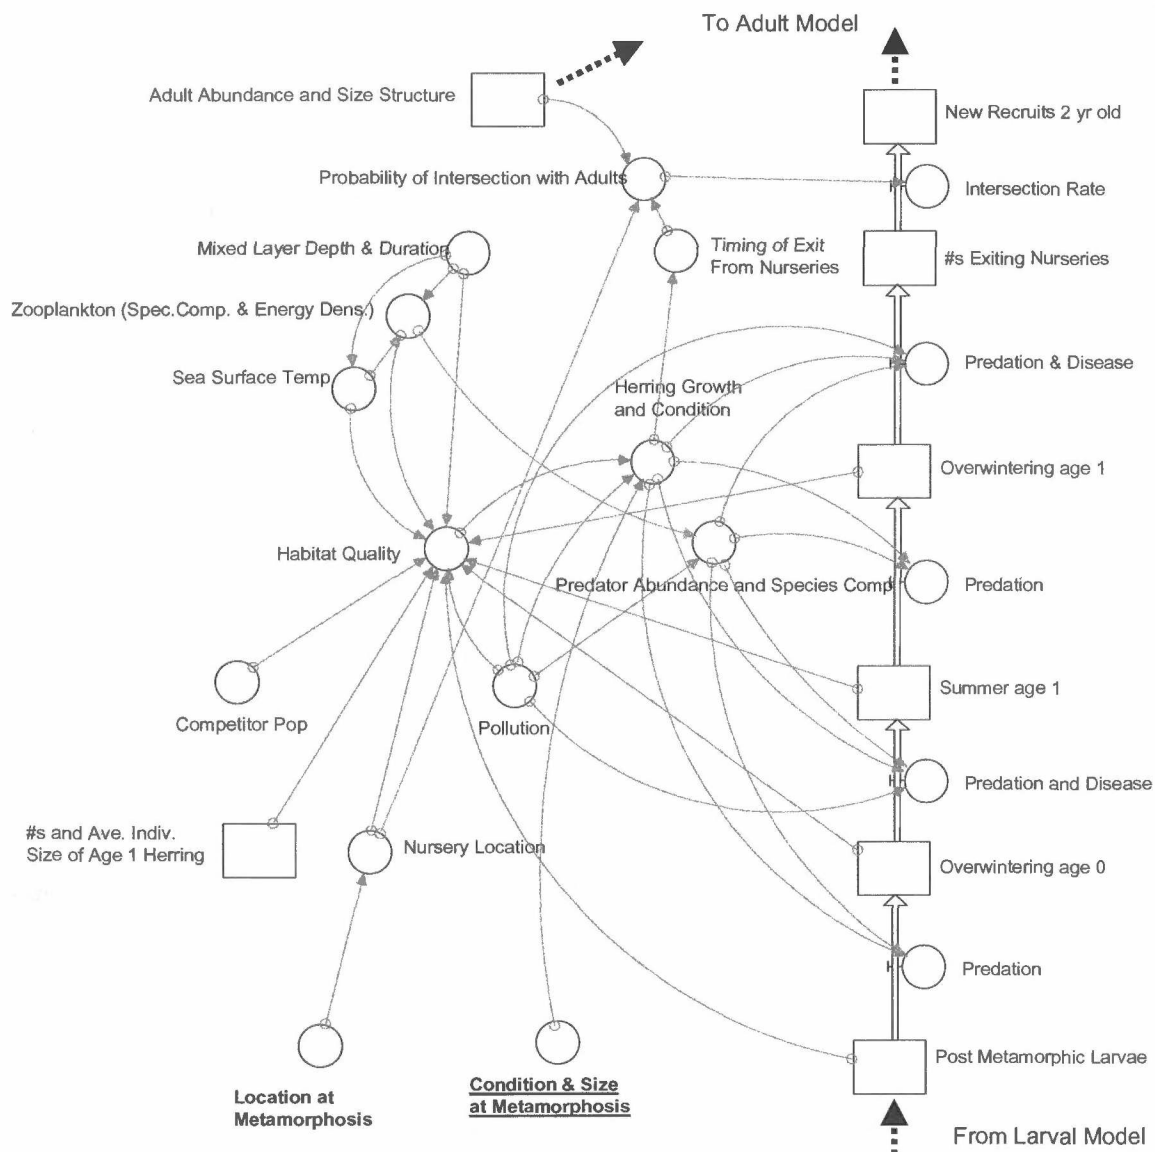 To Adult Model
Adult Abundance and Size Structure
New Recruits 2 yr old
Probability of Intersection with Adults
Intersection Rate
Mixed Layer Depth & Duration
Timing of Exit
From Nurseries
#s Exiting Nurseries
Zooplankton (Spec.Comp. & Energy Dens.)
Sea Surface Temp
Predation & Disease
Herring Growth
and Condition
Overwintering age 1
Habitat Quality
Predator Abundance and Species Comp
Predation
Competitor Pop
Pollution
Summer age 1
Predation and Disease
#s and Ave. Indiv.
Size of Age 1 Herring
Nursery Location
Overwintering age 0
Predation
Post Metamorphic Larvae
Location at
Metamorphosis
Condition & Size
at Metamorphosis
From Larval Model